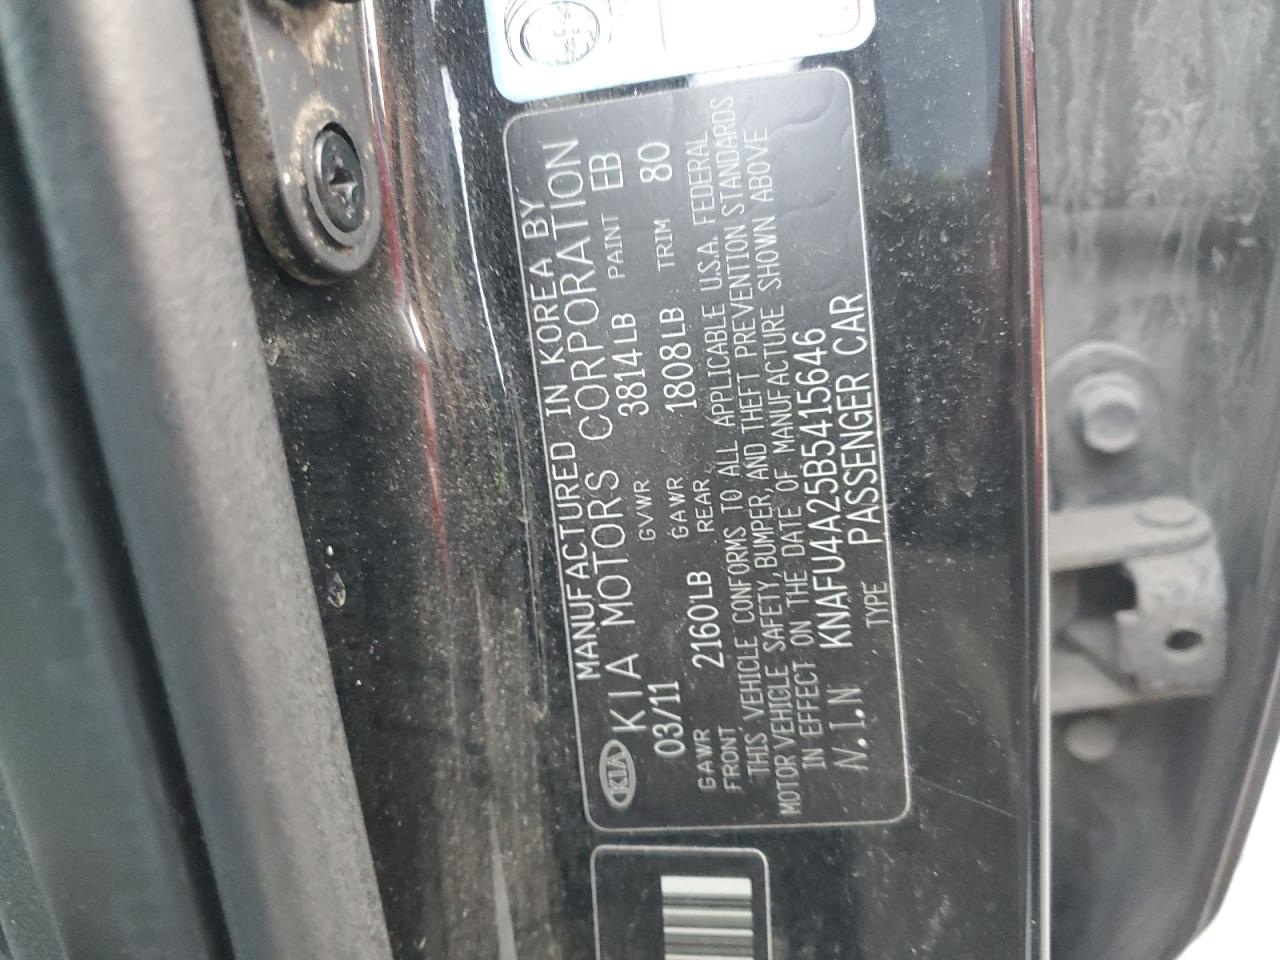 MANUFACTURED IN KOREA BY
KIA KIA MOTORS CORPORATION
03/11 GVWR 3814LB PAINT EB
GAWR FRONT 2160LB GAWR REAR 1808LB TRIM 80
THIS VEHICLE CONFORMS TO ALL APPLICABLE U.S.A. FEDERAL
MOTOR VEHICLE SAFETY, BUMPER, AND THEFT PREVENTION STANDARDS
IN EFFECT ON THE DATE OF MANUFACTURE SHOWN ABOVE
V.I.N KNAFU4A25B5415646
TYPE PASSENGER CAR